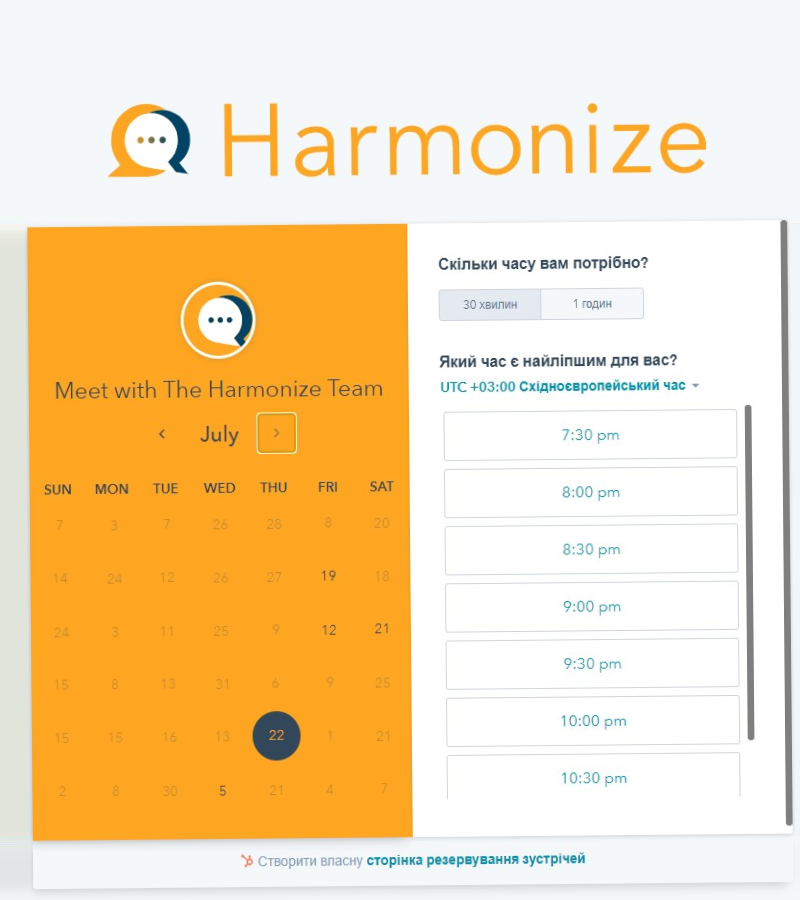 Harmonize
Meet with The Harmonize Team
July
SUN MON TUE WED THU FRI SAT
7 3 7 26 28 8 20
14 24 12 26 27 19 18
24 3 11 25 9 12 21
15 8 13 31 6 9 25
15 15 16 13 22 1 21
2 8 30 5 21 4 7
Скільки часу вам потрібно?
30 хвилин 1 годин
Який час є найліпшим для вас?
UTC +03:00 Східноєвропейський час
7:30 pm
8:00 pm
8:30 pm
9:00 pm
9:30 pm
10:00 pm
10:30 pm
Створити власну сторінка резервування зустрічей